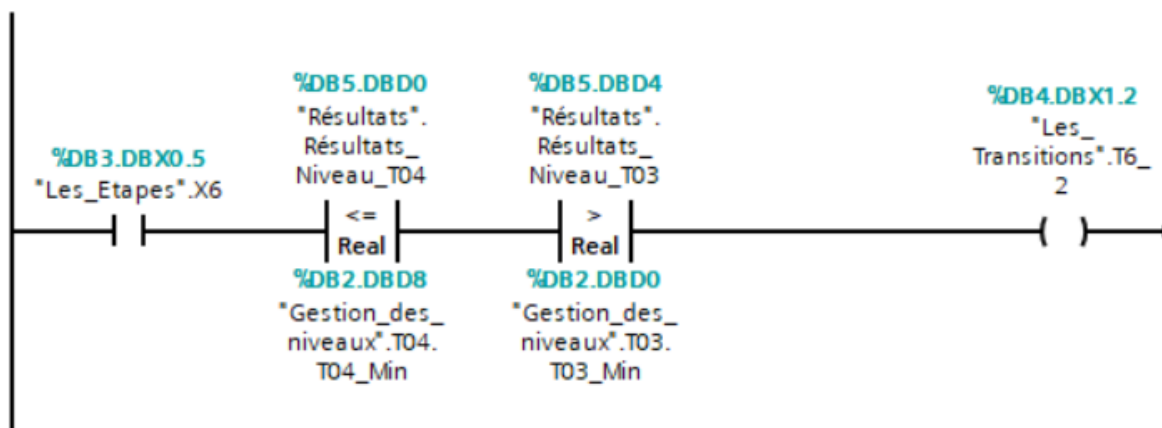 %DB5.DBD0
"Résultats".
Résultats_
Niveau_T04
%DB5.DBD4
"Résultats".
Résultats_
Niveau_T03
%DB4.DBX1.2
"Les_
Transitions".T6_
2
%DB3.DBX0.5
"Les_Etapes".X6
<=
Real
>
Real
%DB2.DBD8
"Gestion_des_
niveaux".T04.
T04_Min
%DB2.DBD0
"Gestion_des_
niveaux".T03.
T03_Min